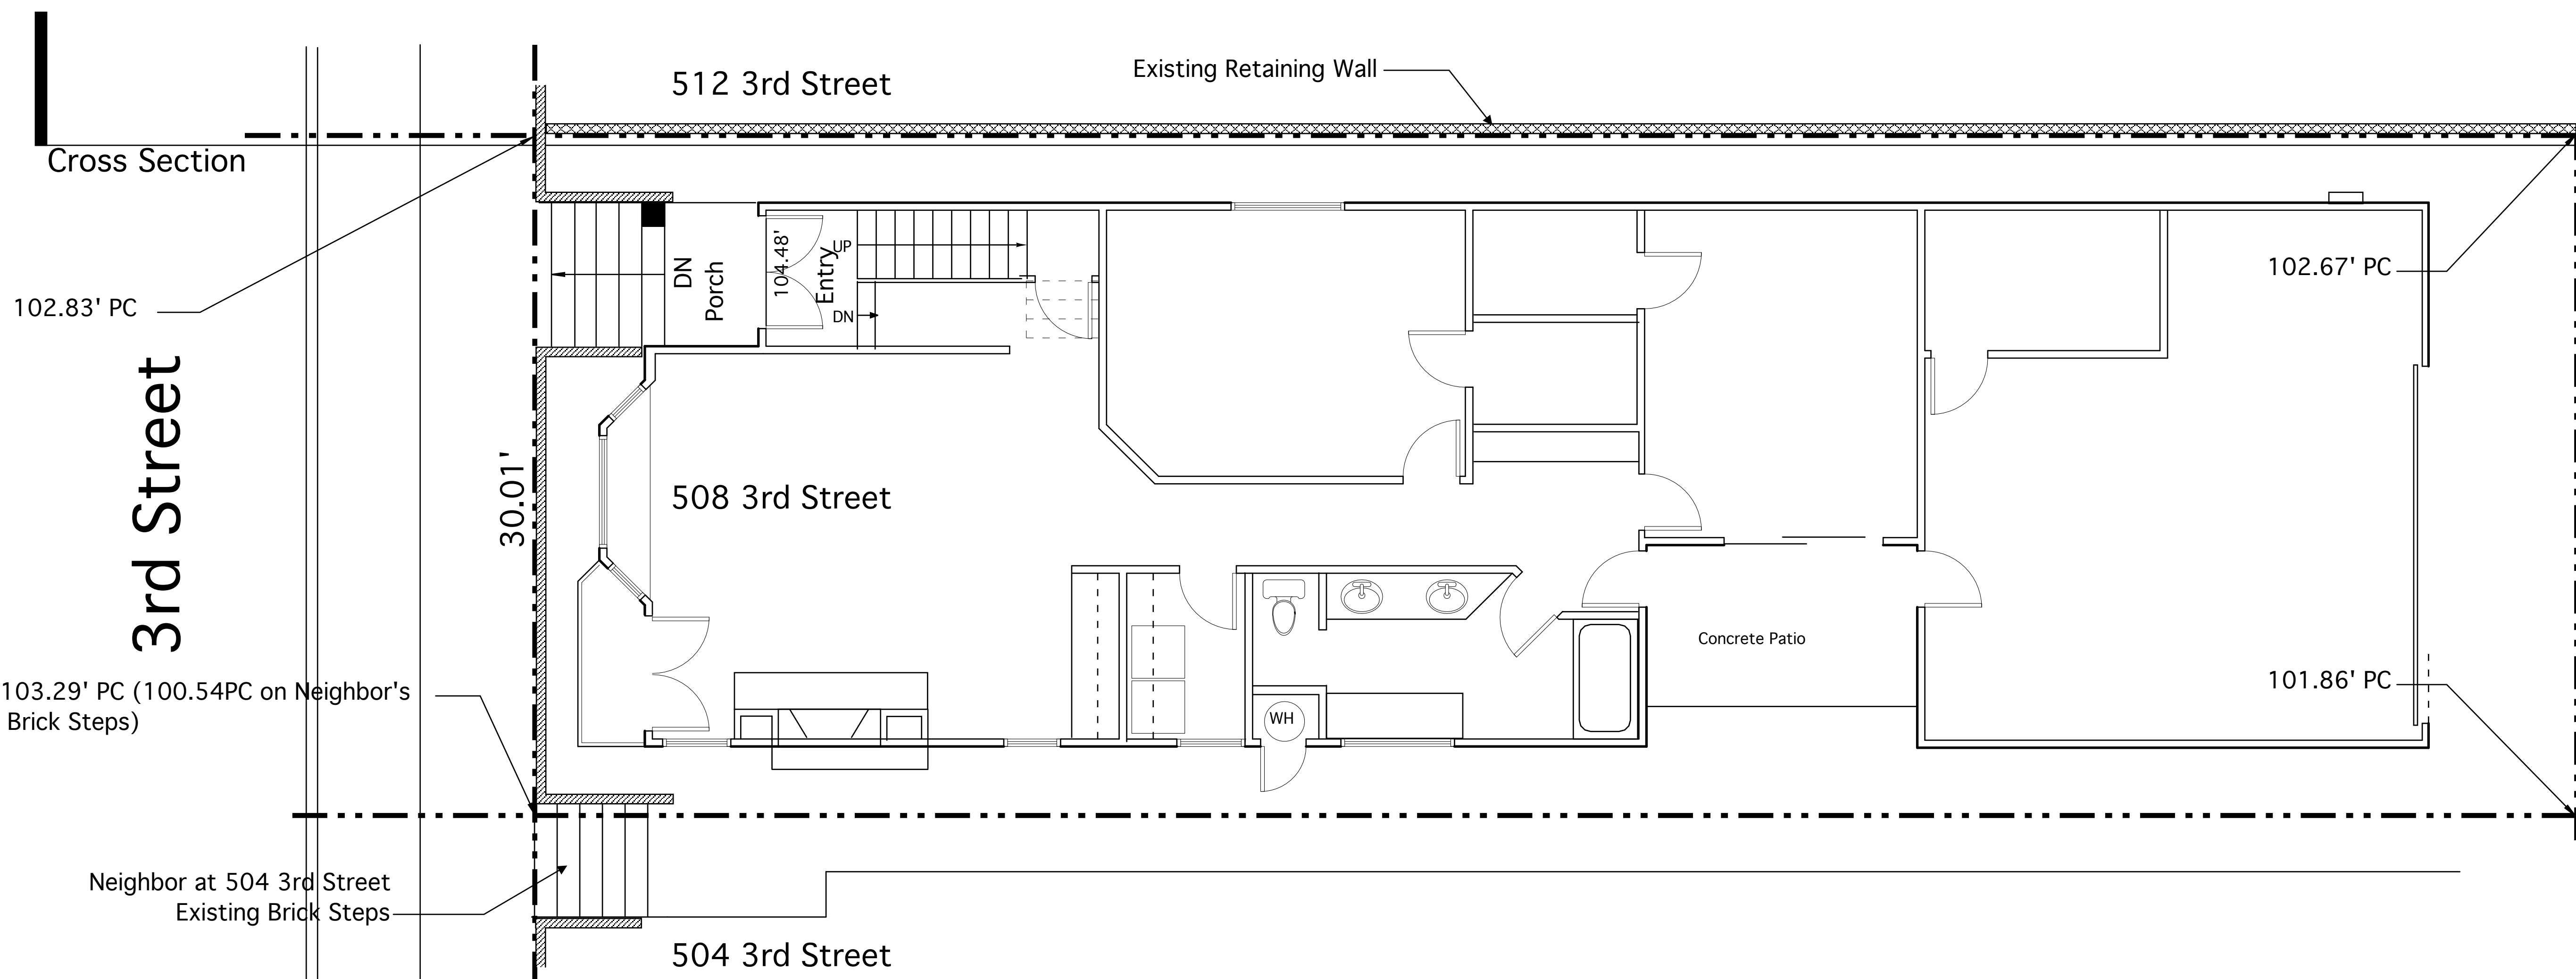 512 3rd Street
Existing Retaining Wall
Cross Section
102.83' PC
DN
Porch
104.48'
Entry
UP
DN
102.67' PC
3rd Street
30.01'
508 3rd Street
Concrete Patio
WH
103.29' PC (100.54PC on Neighbor's
Brick Steps)
101.86' PC
Neighbor at 504 3rd Street
Existing Brick Steps
504 3rd Street